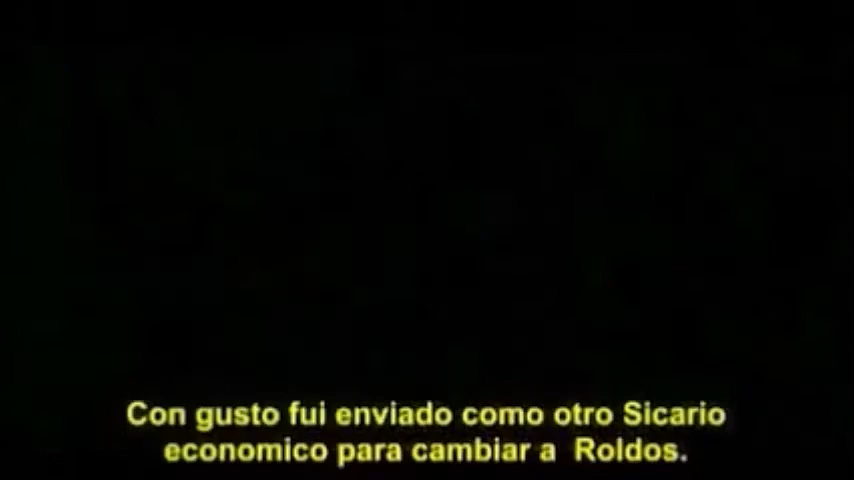 Con gusto fui enviado como otro Sicario
economico para cambiar a Roldos.